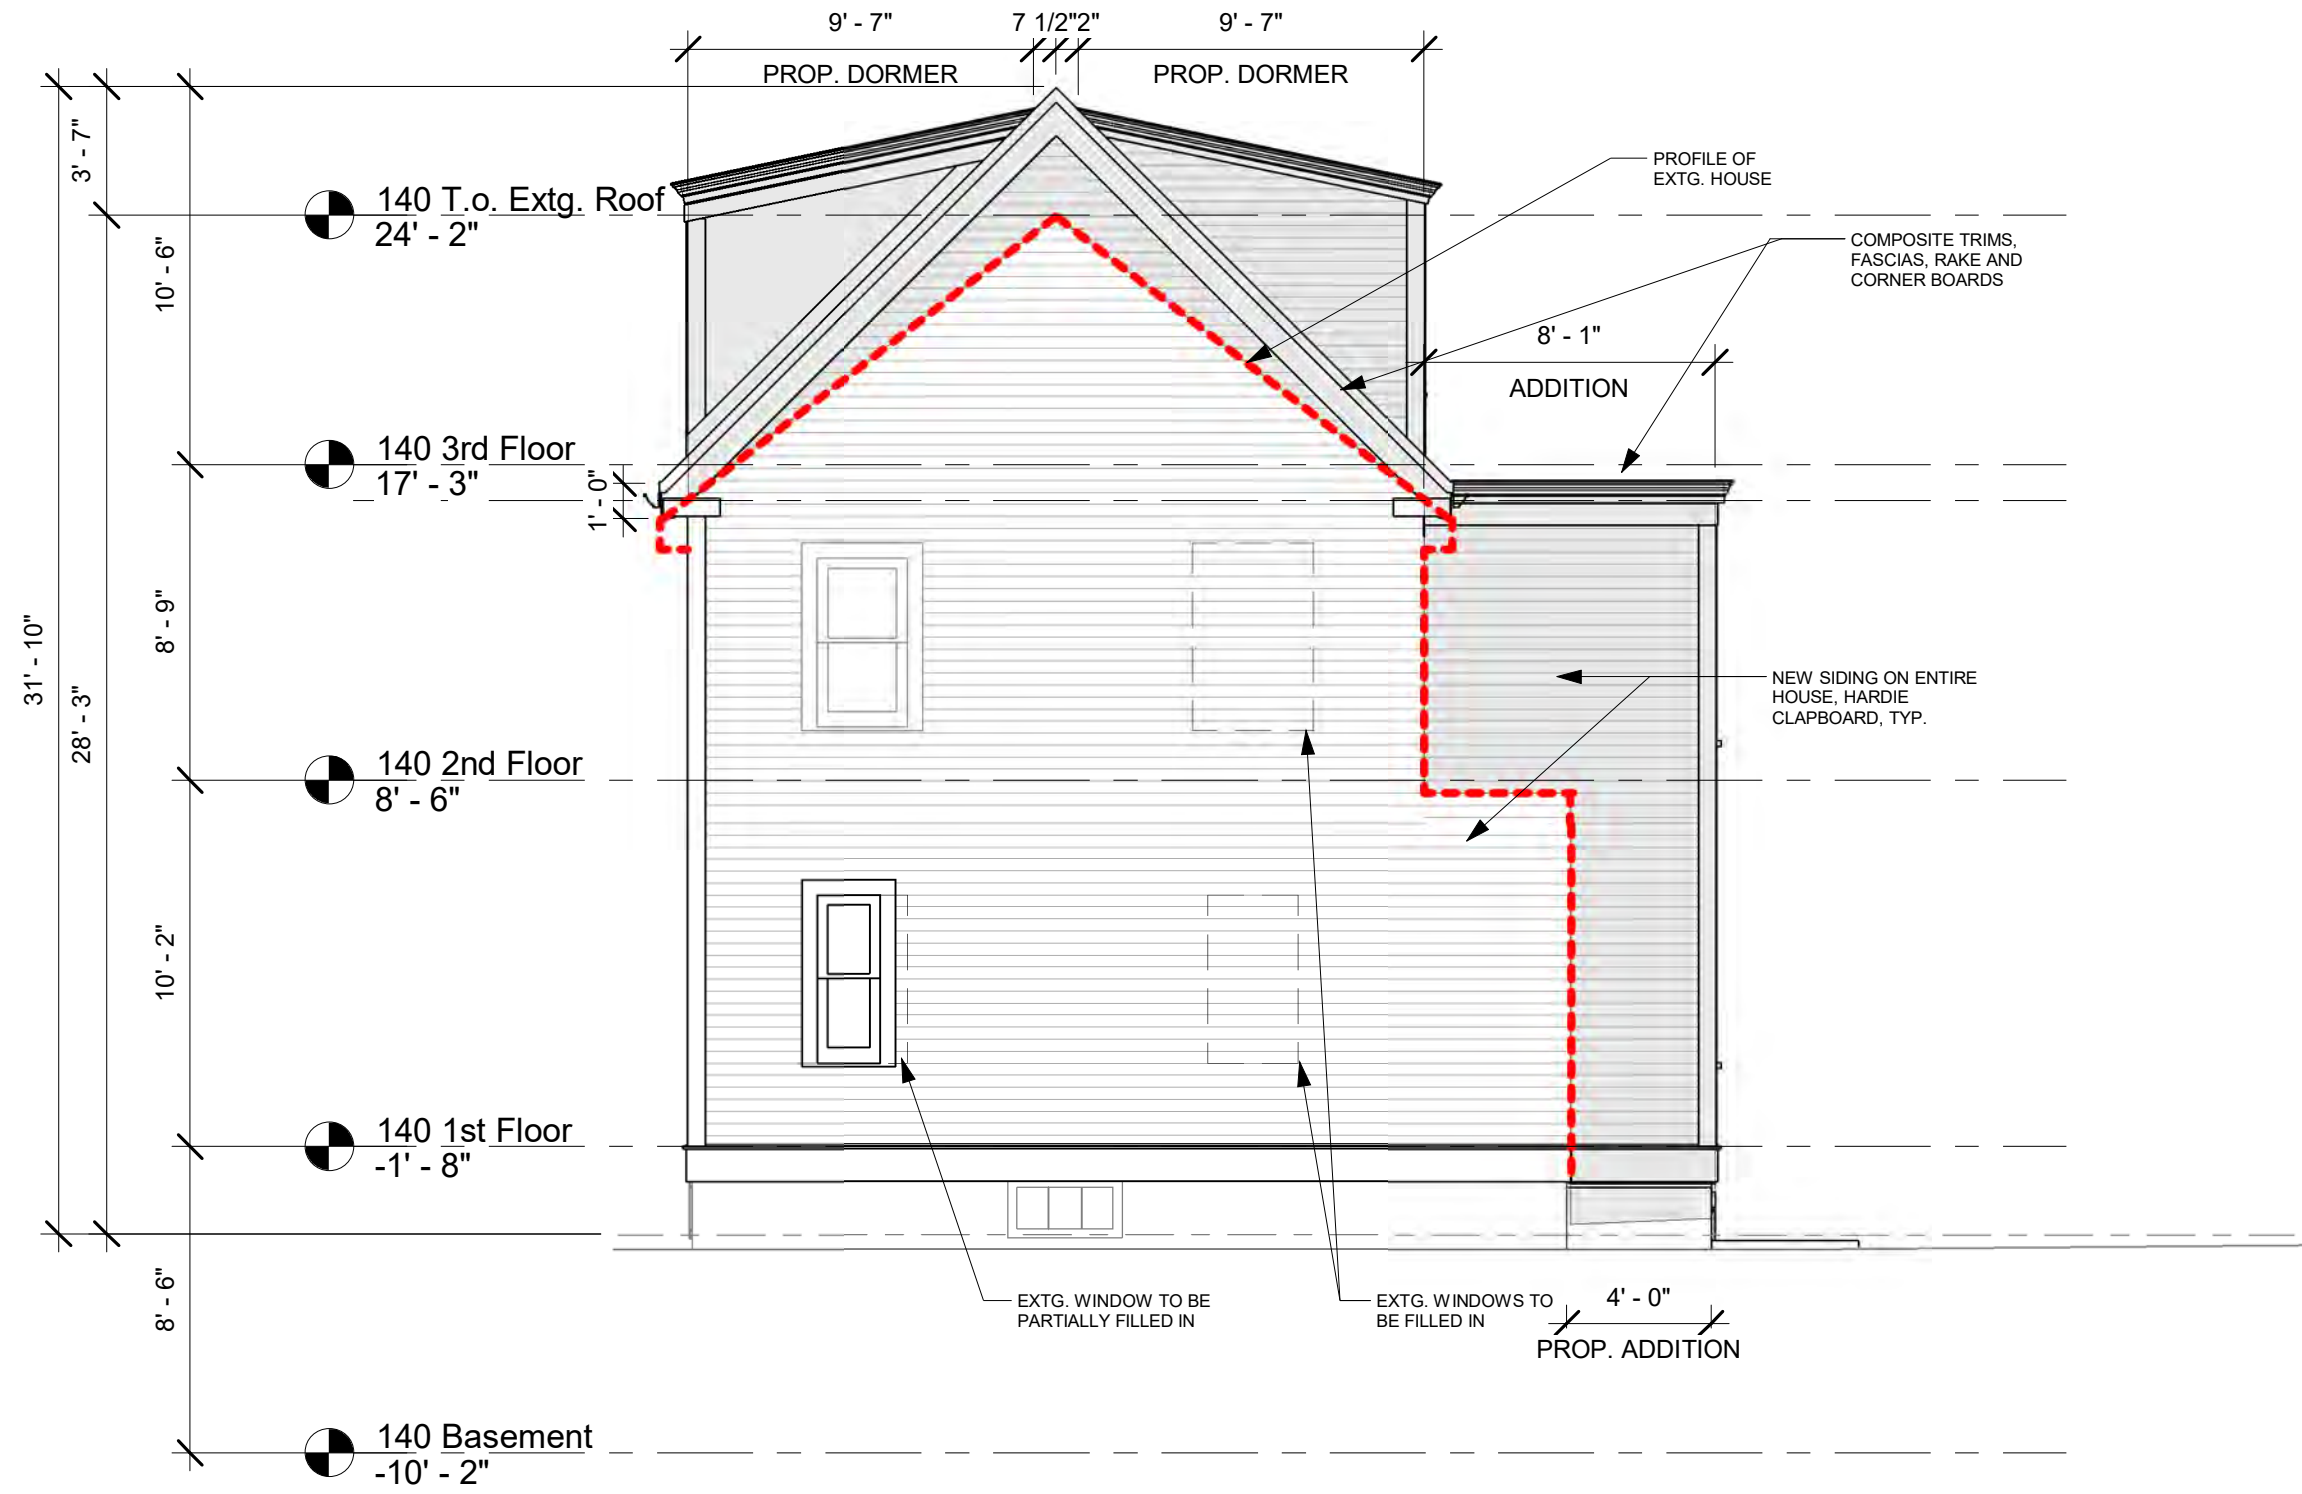 9' - 7"
7 1/2"2"
9' - 7"
PROP. DORMER
PROP. DORMER
3' - 7"
PROFILE OF
EXTG. HOUSE
140 T.o. Extg. Roof
24' - 2"
COMPOSITE TRIMS,
FASCIAS, RAKE AND
CORNER BOARDS
10' - 6"
8' - 1"
ADDITION
140 3rd Floor
17' - 3"
1' - 0"
8' - 9"
31' - 10"
28' - 3"
NEW SIDING ON ENTIRE
HOUSE, HARDIE
CLAPBOARD, TYP.
140 2nd Floor
8' - 6"
10' - 2"
140 1st Floor
-1' - 8"
8' - 6"
EXTG. WINDOW TO BE
PARTIALLY FILLED IN
EXTG. WINDOWS TO
BE FILLED IN
4' - 0"
PROP. ADDITION
140 Basement
-10' - 2"